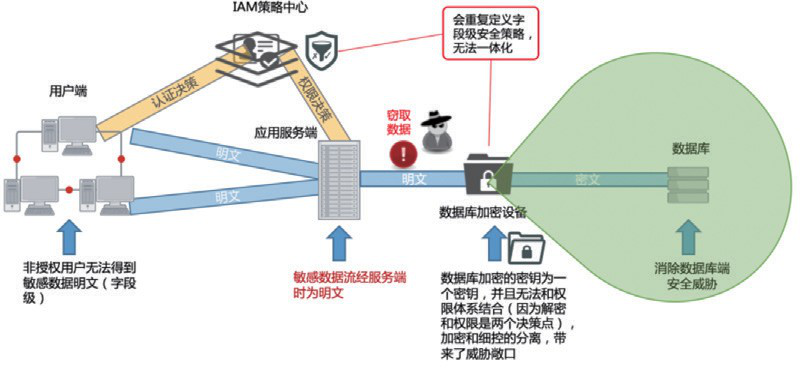 IAM策略中心
会重复定义字
段级安全策略，
无法一体化
用户端
认证决策
权限决策
应用服务端
窃取
数据
数据库
明文
明文
明文
密文
数据库加密设备
非授权用户无法得到
敏感数据明文（字段
级）
敏感数据流经服务端
时为明文
数据库加密的密钥为一
个密钥，并且无法和权
限体系结合（因为解密
和权限是两个决策点），
加密和细控的分离，带
来了威胁敞口
消除数据库端
安全威胁